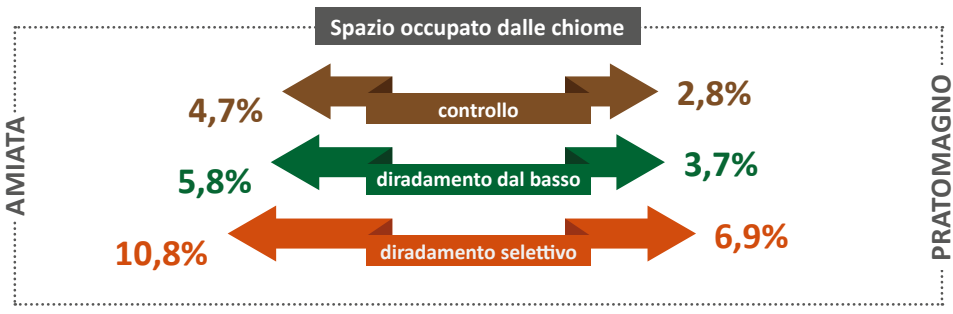 Spazio occupato dalle chiome
AMIATA
PRATOMAGNO
4,7%
controllo
2,8%
5,8%
diradamento dal basso
3,7%
10,8%
diradamento selettivo
6,9%